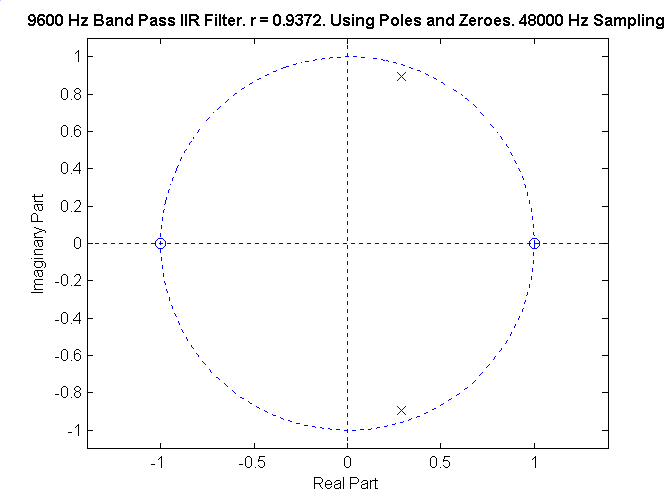 9600 Hz Band Pass IIR Filter. r = 0.9372. Using Poles and Zeroes. 48000 Hz Sampling
1
0.8
0.6
0.4
0.2
0
-0.2
-0.4
-0.6
-0.8
-1
Imaginary Part
-1 -0.5 0 0.5 1
Real Part